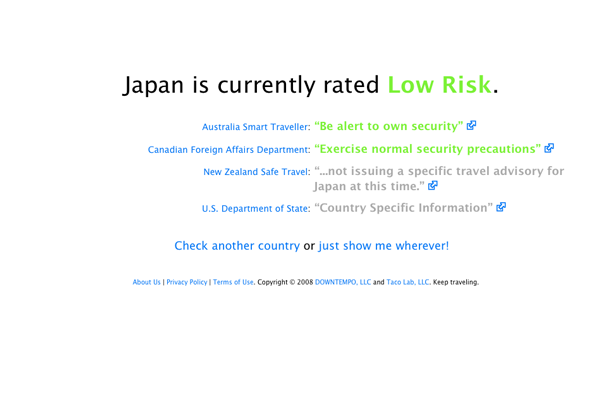 Japan is currently rated Low Risk.
Australia Smart Traveller: “Be alert to own security”
Canadian Foreign Affairs Department: “Exercise normal security precautions”
New Zealand Safe Travel: “...not issuing a specific travel advisory for
Japan at this time.”
U.S. Department of State: “Country Specific Information”
Check another country or just show me wherever!
About Us | Privacy Policy | Terms of Use. Copyright © 2008 DOWNTEMPO, LLC and Taco Lab, LLC. Keep traveling.